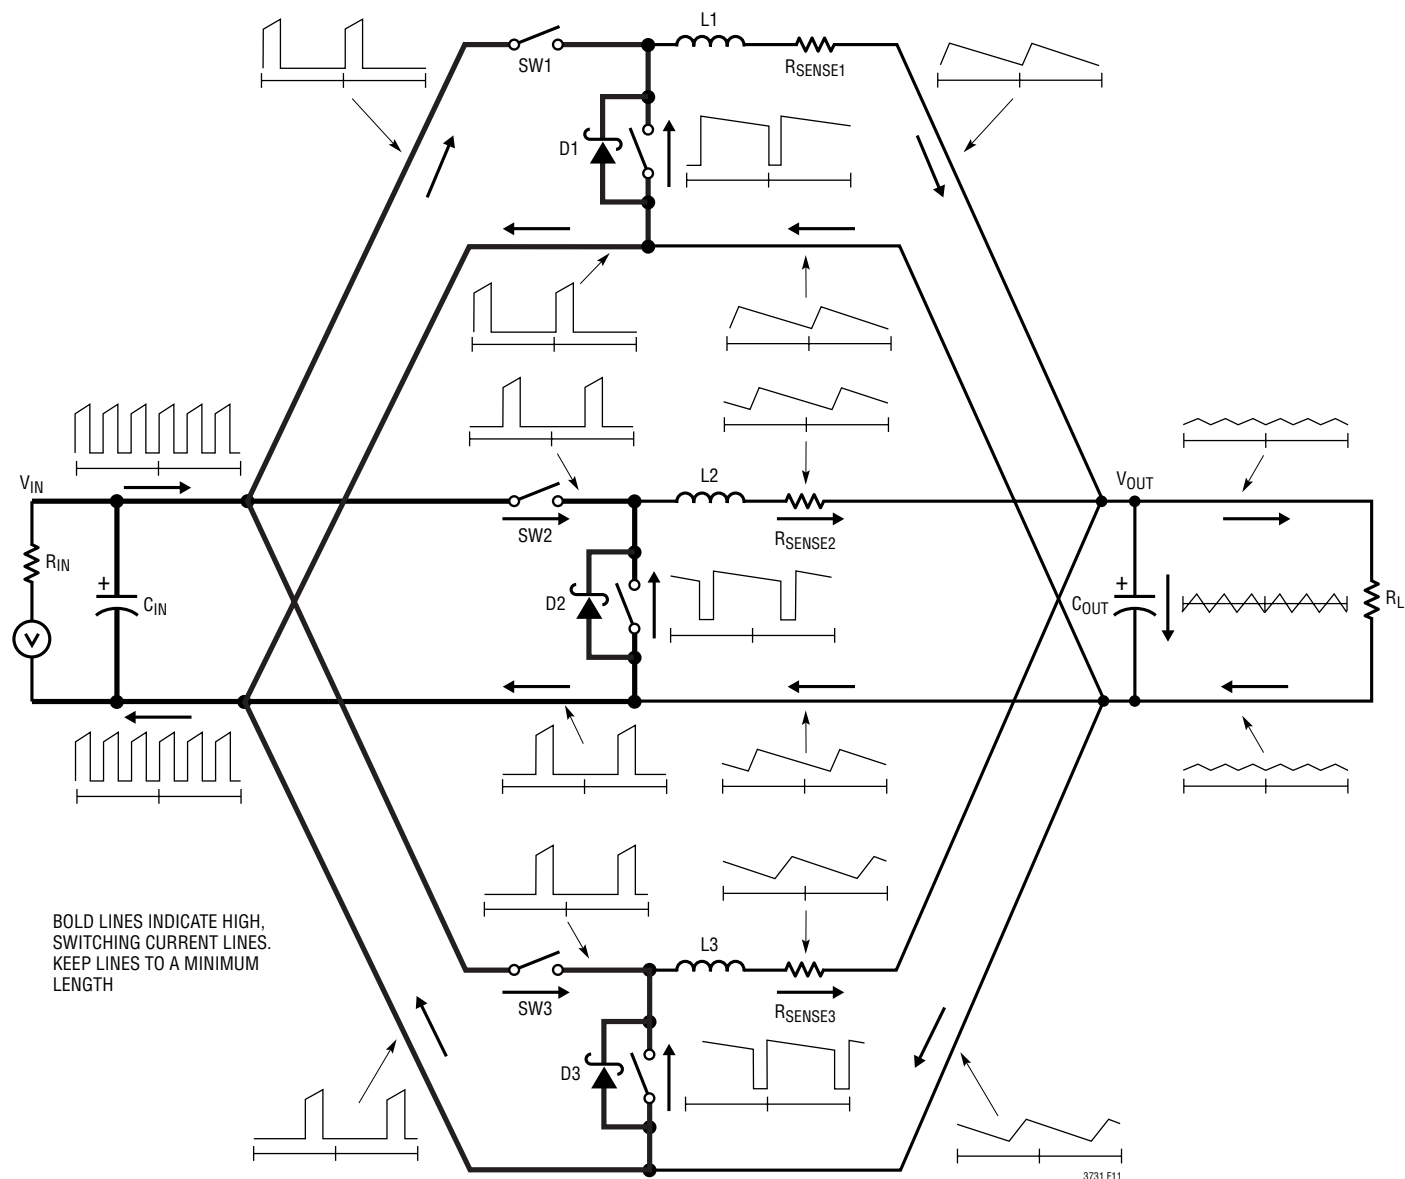 L1
SW1
RSENSE1
D1
VIN
L2
VOUT
SW2
RSENSE2
RIN
+
CIN
D2
+
COUT
RL
V
BOLD LINES INDICATE HIGH,
SWITCHING CURRENT LINES.
KEEP LINES TO A MINIMUM
LENGTH
L3
SW3
RSENSE3
D3
3731 F11